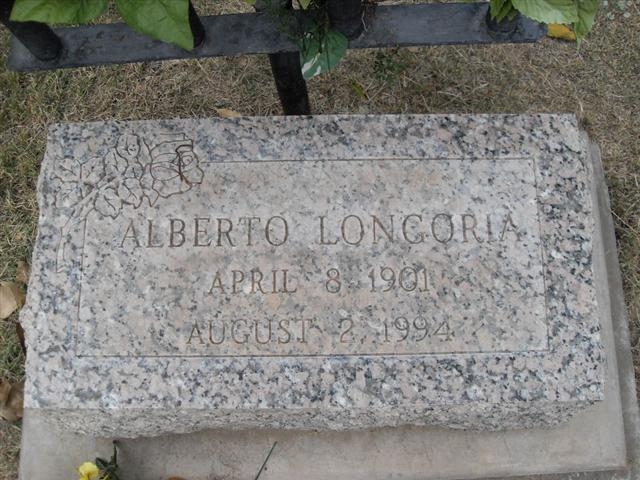 ALBERTO LONGORIA
APRIL 8 1901
AUGUST 2, 1994